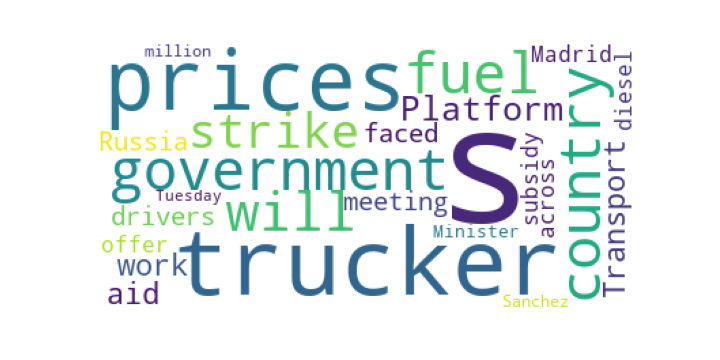 million
prices
fuel
Madrid
country
diesel
Platform
Russia
strike
faced
S
government
subsidy
across
Transport
Tuesday
will
meeting
drivers
Minister
offer
trucker
work
aid
Sanchez